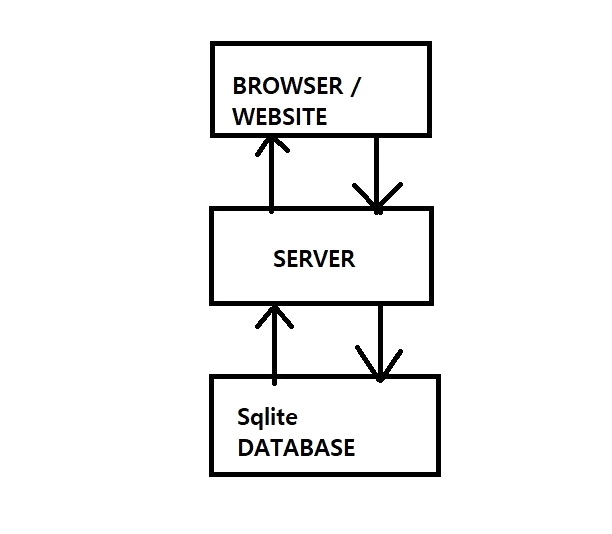 BROWSER /
WEBSITE
SERVER
Sqlite
DATABASE